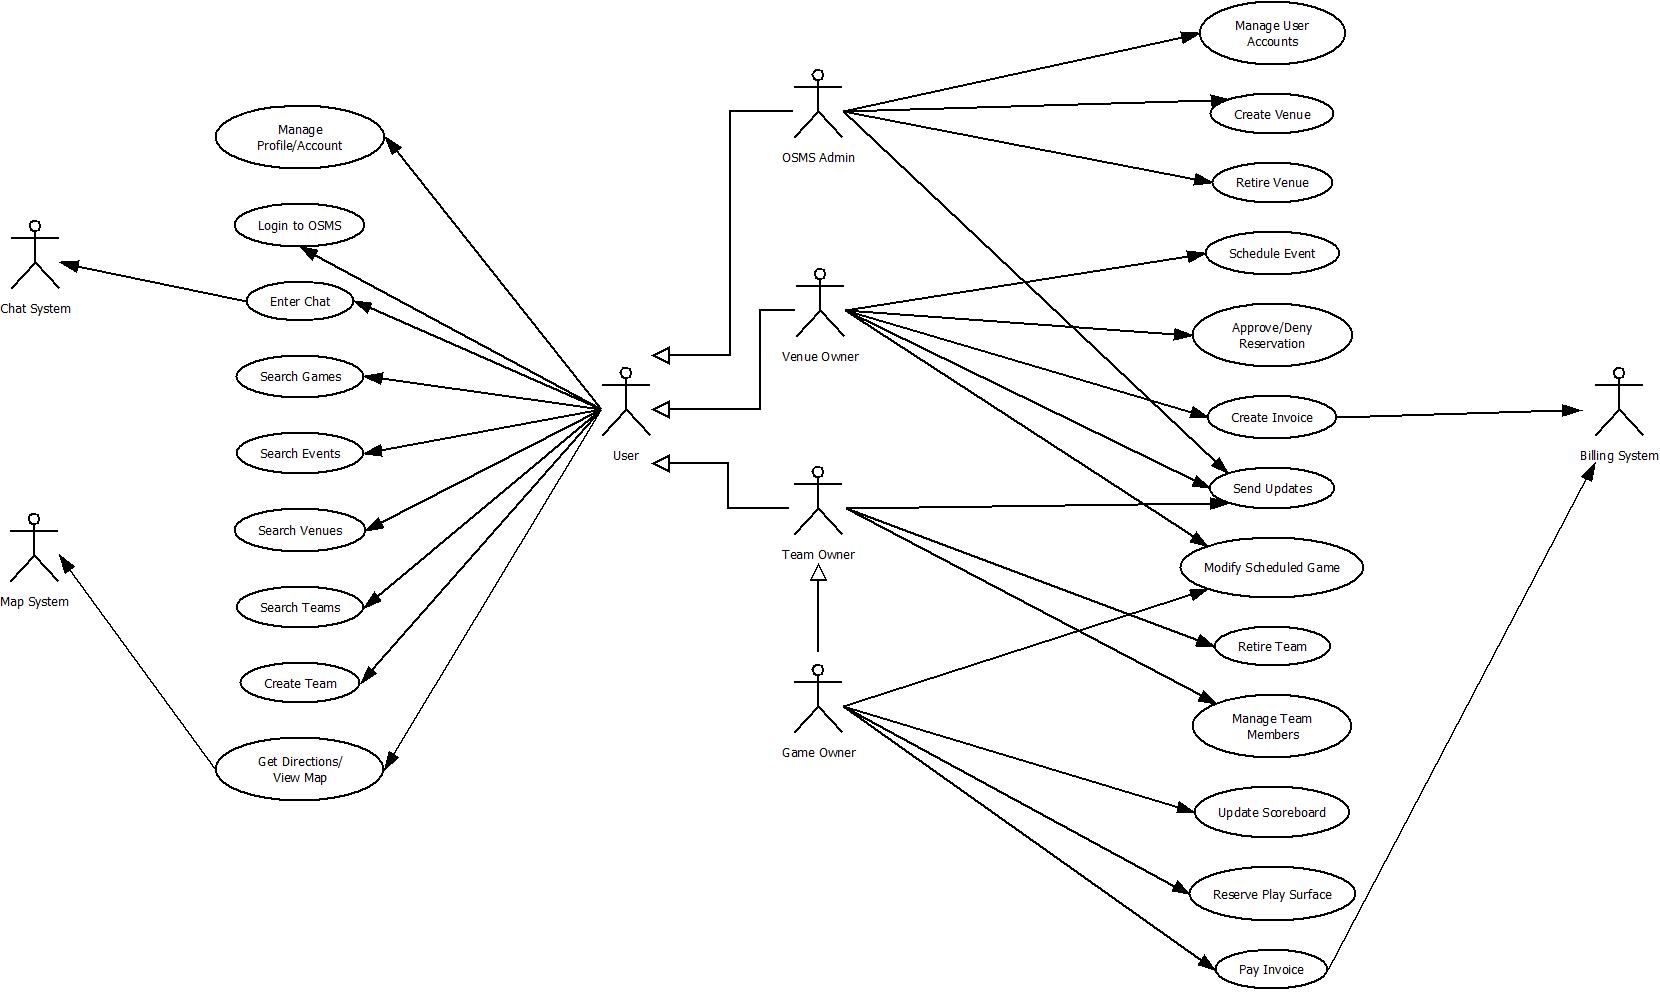 Manage User
Accounts
Create Venue
OSMS Admin
Manage
Profile/Account
Retire Venue
Login to OSMS
Schedule Event
Enter Chat
Chat System
Approve/Deny
Reservation
Venue Owner
Search Games
Create Invoice
Search Events
User
Billing System
Send Updates
Search Venues
Team Owner
Modify Scheduled Game
Map System
Search Teams
Retire Team
Create Team
Manage Team
Members
Game Owner
Get Directions/
View Map
Update Scoreboard
Reserve Play Surface
Pay Invoice